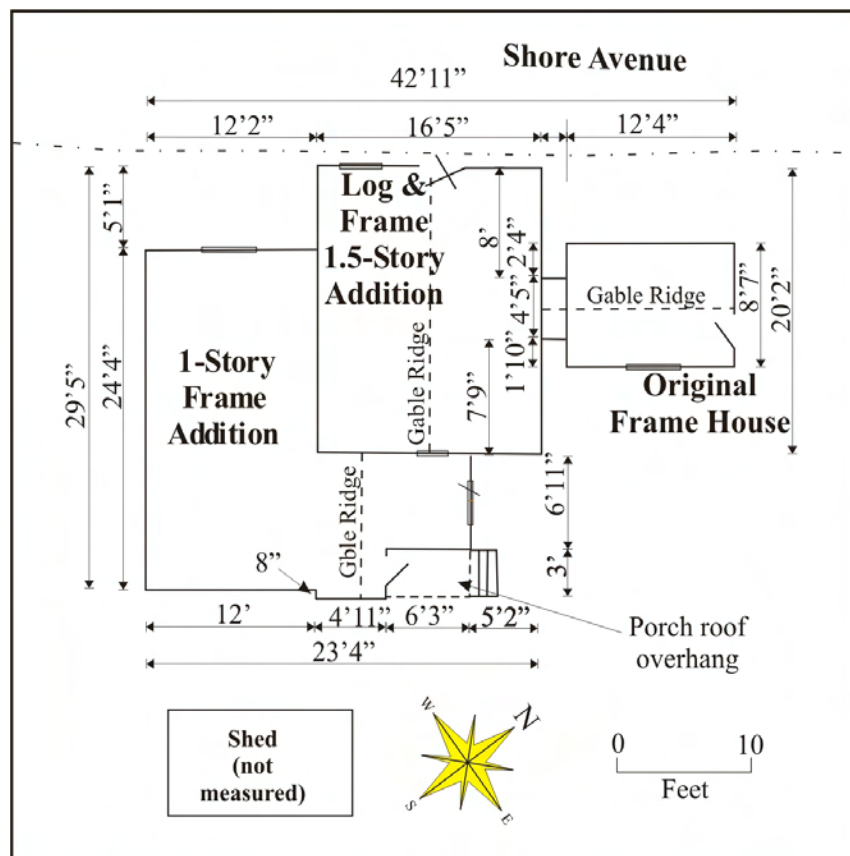 Shore Avenue
42'11"
12'2"
16'5"
12'4"
5'1"
29'5"
24'4"
Log &
Frame
1.5-Story
Addition
8'
2'4"
4'5"
1'10"
7'9"
Gable Ridge
Gable Ridge
8'7"
20'2"
Original
Frame House
1-Story
Frame
Addition
Gble Ridge
6'11"
3'
8"
12'
4'11"
6'3"
5'2"
23'4"
Porch roof
overhang
Shed
(not
measured)
W
N
S
E
0
10
Feet